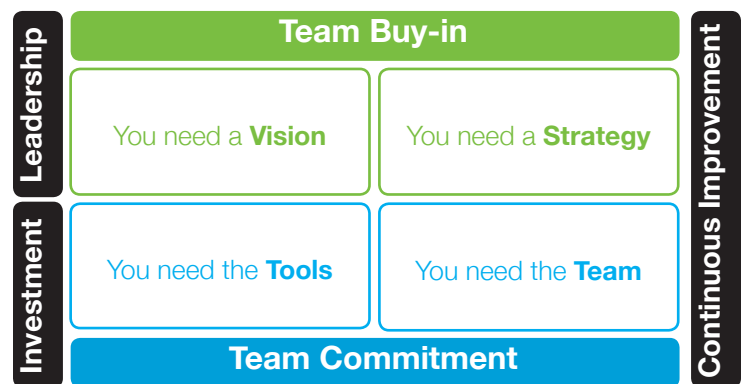 Leadership
Team Buy-in
You need a Vision
You need a Strategy
Continuous Improvement
Investment
You need the Tools
You need the Team
Team Commitment